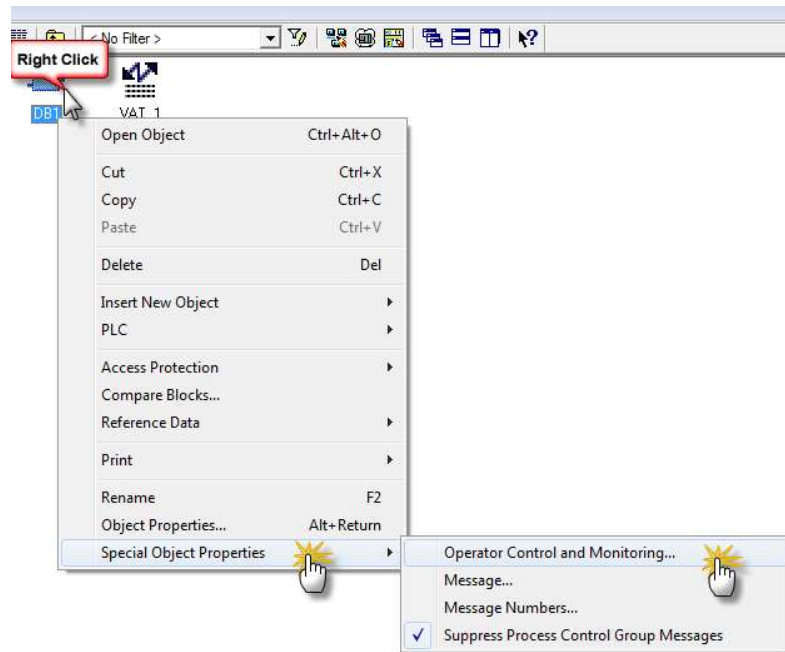 < No Filter >
Right Click
DB1
VAT_1
Open Object Ctrl+Alt+O
Cut Ctrl+X
Copy Ctrl+C
Paste Ctrl+V
Delete Del
Insert New Object
PLC
Access Protection
Compare Blocks...
Reference Data
Print
Rename F2
Object Properties... Alt+Return
Special Object Properties
Operator Control and Monitoring...
Message...
Message Numbers...
Suppress Process Control Group Messages